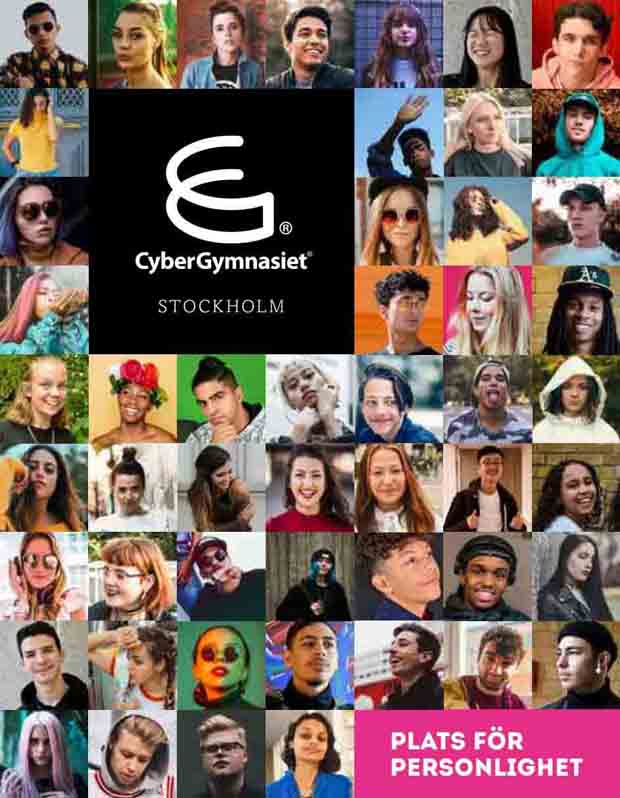 CyberGymnasiet®
STOCKHOLM
A's
PLATS FÖR
PERSONLIGHET